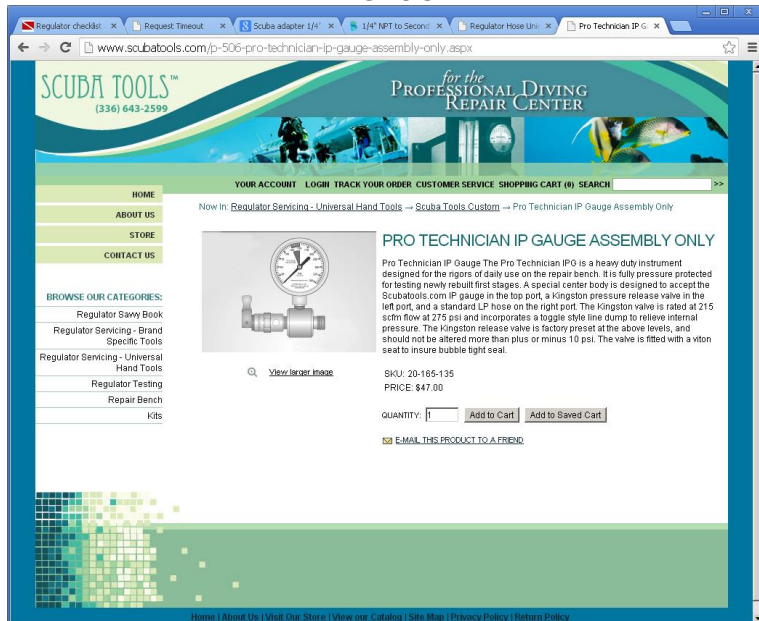 Regulator checklist
Request Timeout
Scuba adapter 1/4"
1/4" NPT to Second
Regulator Hose Uni
Pro Technician IP G
www.scubatools.com/p-506-pro-technician-ip-gauge-assembly-only.aspx
SCUBA TOOLS™
(336) 643-2599
for the
PROFESSIONAL DIVING
REPAIR CENTER
YOUR ACCOUNT LOGIN TRACK YOUR ORDER CUSTOMER SERVICE SHOPPING CART (0) SEARCH >>
HOME
ABOUT US
STORE
CONTACT US
BROWSE OUR CATEGORIES:
Regulator Savvy Book
Regulator Servicing - Brand
Specific Tools
Regulator Servicing - Universal
Hand Tools
Regulator Testing
Repair Bench
Kits
Now In: Regulator Servicing - Universal Hand Tools → Scuba Tools Custom → Pro Technician IP Gauge Assembly Only
View larger image
PRO TECHNICIAN IP GAUGE ASSEMBLY ONLY
Pro Technician IP Gauge The Pro Technician IPG is a heavy duty instrument
designed for the rigors of daily use on the repair bench. It is fully pressure protected
for testing newly rebuilt first stages. A special center body is designed to accept the
Scubatools.com IP gauge in the top port, a Kingston pressure release valve in the
left port, and a standard LP hose on the right port. The Kingston valve is rated at 215
scfm flow at 275 psi and incorporates a toggle style line dump to relieve internal
pressure. The Kingston release valve is factory preset at the above levels, and
should not be altered more than plus or minus 10 psi. The valve is fitted with a viton
seat to insure bubble tight seal.
SKU: 20-165-135
PRICE: $47.00
QUANTITY: 1 Add to Cart Add to Saved Cart
E-MAIL THIS PRODUCT TO A FRIEND
Home | About Us | Visit Our Store | View our Catalog | Site Map | Privacy Policy | Return Policy